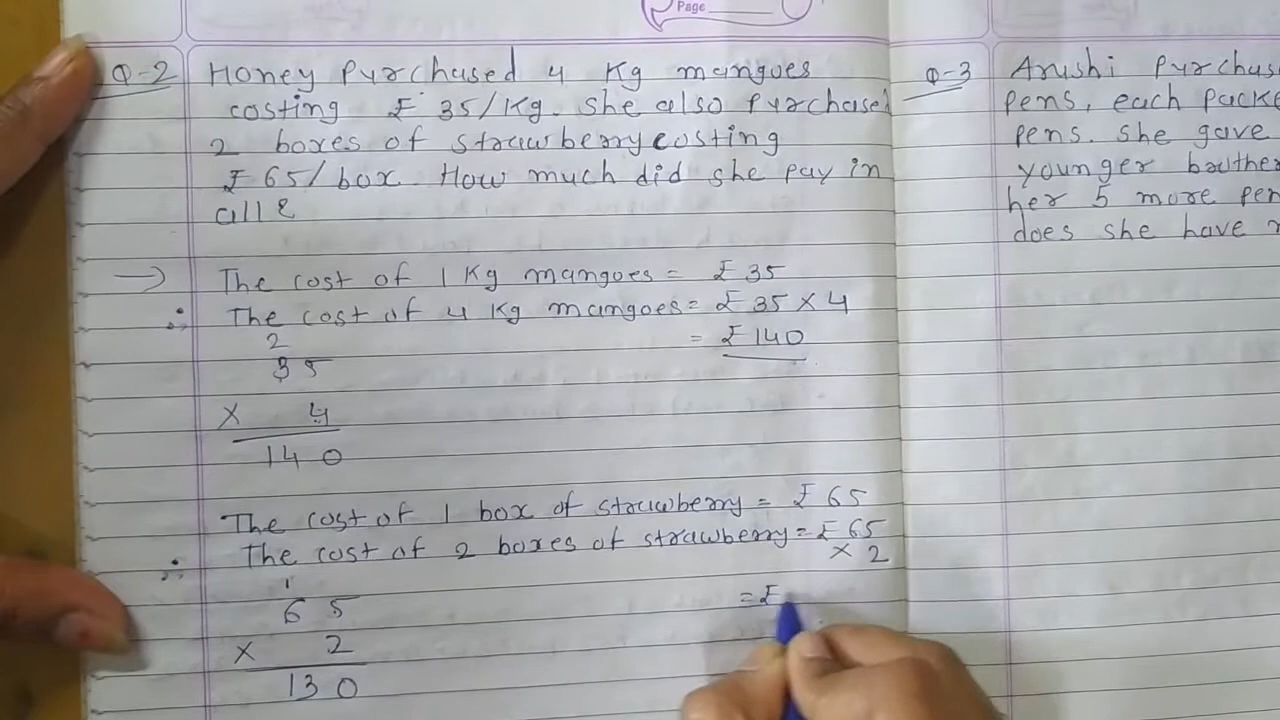 Page
Q-2 Honey Purchased 4 Kg mangoes
costing ₹ 35/Kg. She also purchased
2 boxes of strawberry costing
₹ 65/box How much did she pay in
all ?
→ The cost of 1 Kg mangoes = ₹ 35
∴ The cost of 4 Kg mangoes = ₹ 35 × 4
= ₹ 140
2
35
× 4
140
The cost of 1 box of strawberry = ₹ 65
∴ The cost of 2 boxes of strawberry = ₹ 65
× 2
= ₹
1
65
× 2
130
Q-3 Arushi Purchas
pens, each packe
pens. She gave
younger brother
her 5 more pen
does she have